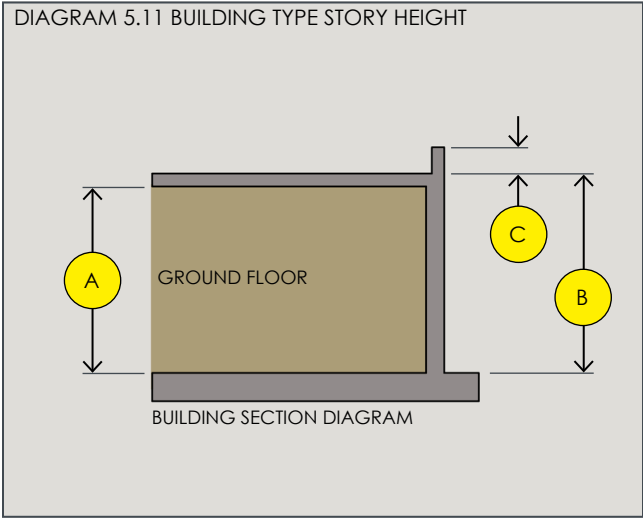 DIAGRAM 5.11 BUILDING TYPE STORY HEIGHT
C
A
GROUND FLOOR
B
BUILDING SECTION DIAGRAM